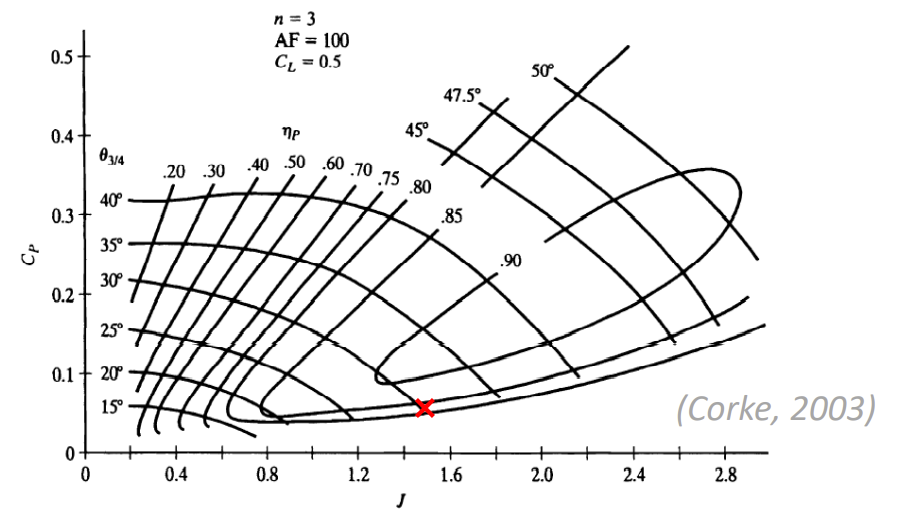 n = 3
AF = 100
C_L = 0.5
50°
47.5°
45°
η_P
θ_3/4
.20 .30 .40 .50 .60 .70 .75 .80
.85
.90
40°
35°
30°
25°
20°
15°
0.5
0.4
0.3
0.2
0.1
0
C_P
0 0.4 0.8 1.2 1.6 2.0 2.4 2.8
J
(Corke, 2003)